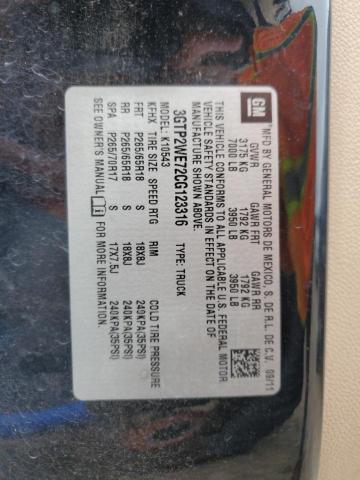 GM
MFD BY GENERAL MOTORS DE MEXICO, S. DE R.L. DE C.V. 09/11
GVWR GAWR FRT GAWR RR
3175 KG 1792 KG 1792 KG
7000 LB 3950 LB 3950 LB
THIS VEHICLE CONFORMS TO ALL APPLICABLE U.S. FEDERAL MOTOR
VEHICLE SAFETY STANDARDS IN EFFECT ON THE DATE OF
MANUFACTURE SHOWN ABOVE.
3GTP2WE72CG123316 TYPE: TRUCK
MODEL: K10543
KFHX TIRE SIZE SPEED RTG RIM COLD TIRE PRESSURE
FRT P265/65R18 S 18X8J 240KPA(35PSI)
RR P265/65R18 S 18X8J 240KPA(35PSI)
SPA P265/70R17 S 17X7.5J 240KPA(35PSI)
SEE OWNER'S MANUAL FOR MORE INFORMATION.